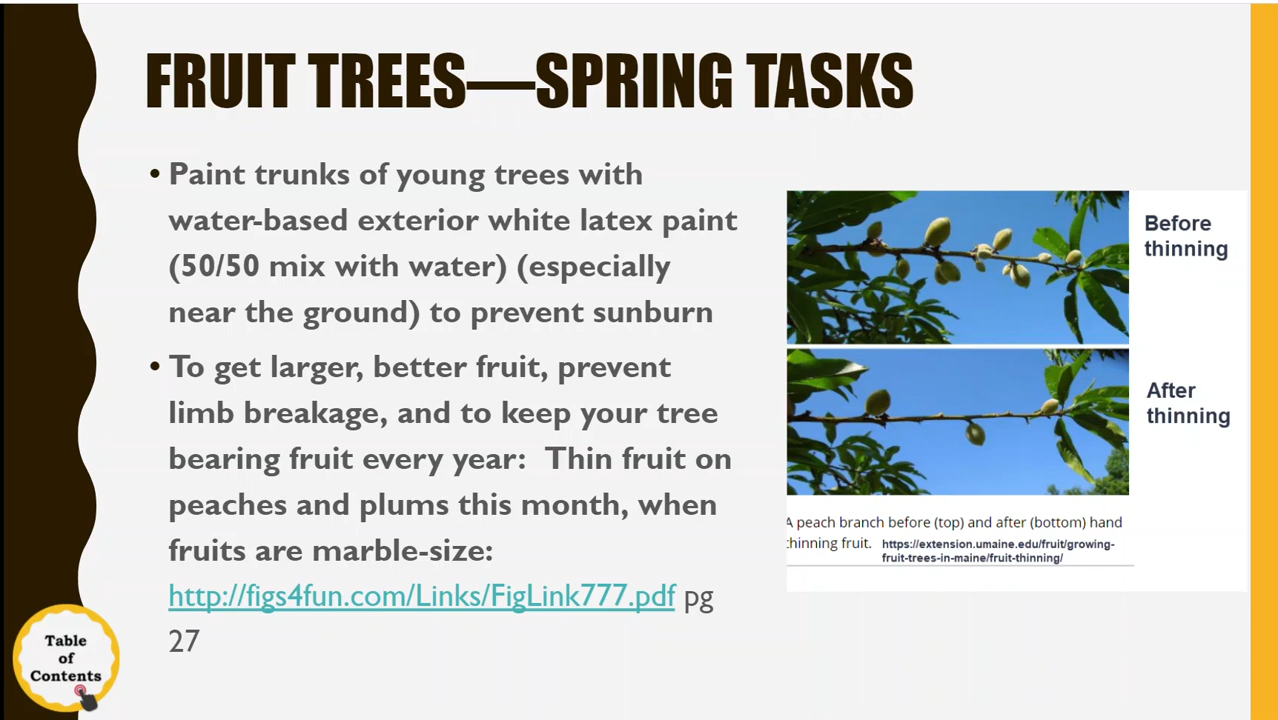 FRUIT TREES—SPRING TASKS
• Paint trunks of young trees with
water-based exterior white latex paint
(50/50 mix with water) (especially
near the ground) to prevent sunburn
• To get larger, better fruit, prevent
limb breakage, and to keep your tree
bearing fruit every year:  Thin fruit on
peaches and plums this month, when
fruits are marble-size:
http://figs4fun.com/Links/FigLink777.pdf pg
27
Before
thinning
After
thinning
A peach branch before (top) and after (bottom) hand
thinning fruit. https://extension.umaine.edu/fruit/growing-
fruit-trees-in-maine/fruit-thinning/
Table
of
Contents